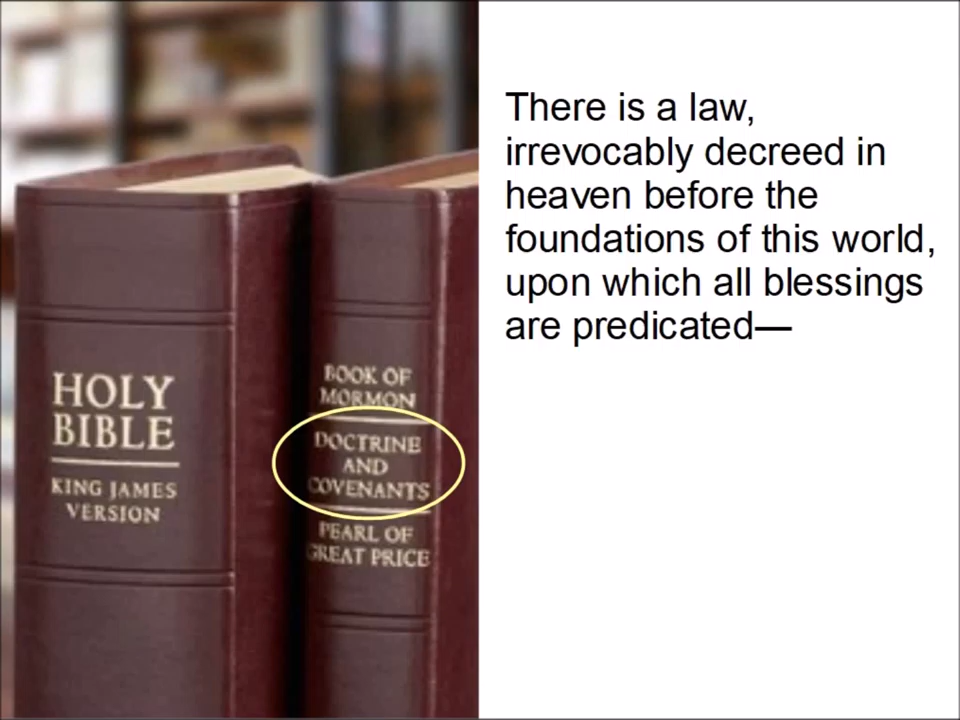 HOLY
BIBLE
KING JAMES
VERSION
BOOK OF
MORMON
DOCTRINE
AND
COVENANTS
PEARL OF
GREAT PRICE
There is a law,
irrevocably decreed in
heaven before the
foundations of this world,
upon which all blessings
are predicated—